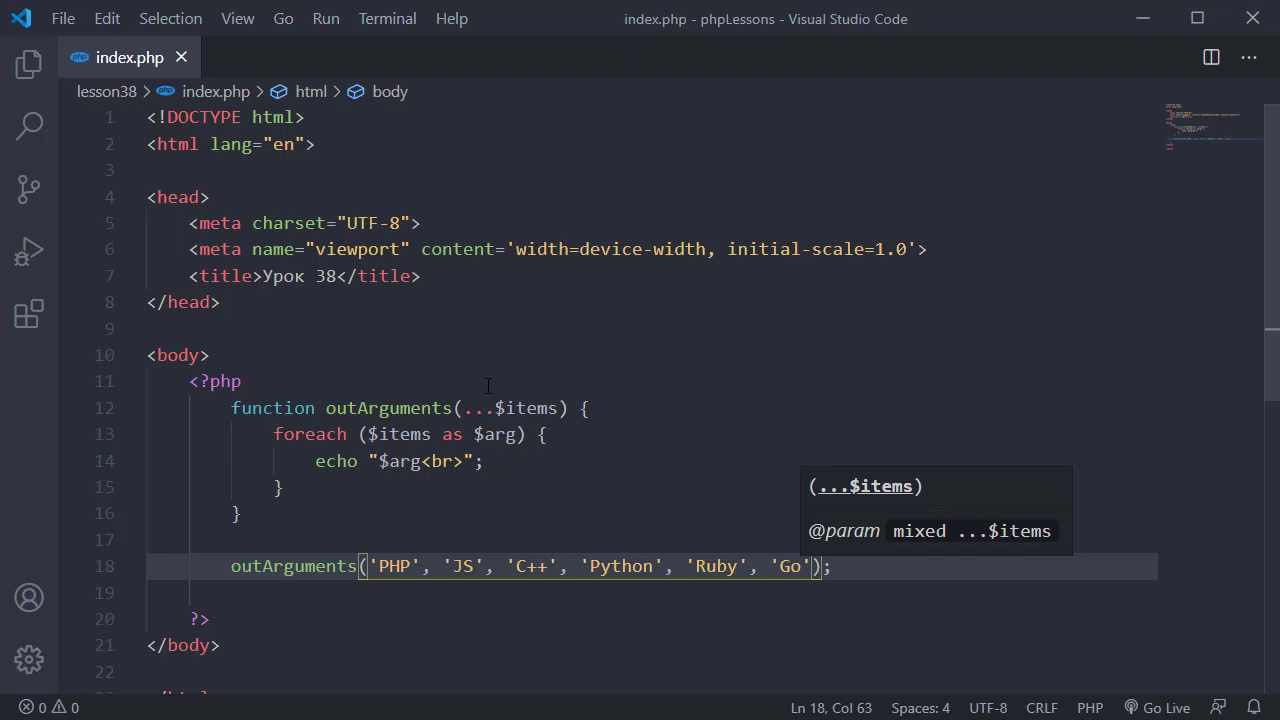 File Edit Selection View Go Run Terminal Help index.php - phpLessons - Visual Studio Code
php index.php
lesson38 > php index.php > html > body
1 <!DOCTYPE html>
2 <html lang="en">
3
4 <head>
5 <meta charset="UTF-8">
6 <meta name="viewport" content='width=device-width, initial-scale=1.0'>
7 <title>Урок 38</title>
8 </head>
9
10 <body>
11 <?php
12 function outArguments(...$items) {
13 foreach ($items as $arg) {
14 echo "$arg<br>";
15 }
16 }
17
18 outArguments('PHP', 'JS', 'C++', 'Python', 'Ruby', 'Go');
19
20 ?>
21 </body>
22
(...$items)
@param mixed ...$items
0 0 Ln 18, Col 63 Spaces: 4 UTF-8 CRLF PHP Go Live